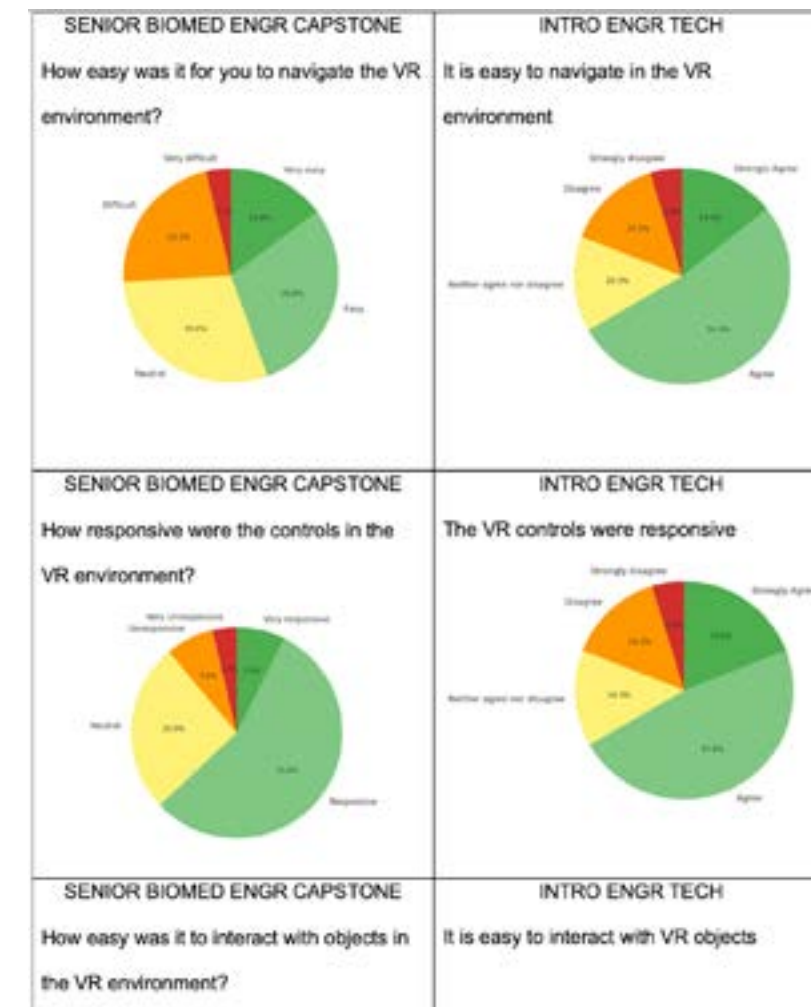 SENIOR BIOMED ENGR CAPSTONE
How easy was it for you to navigate the VR
environment?
Very difficult
Very easy
Difficult
Easy
Neutral
INTRO ENGR TECH
It is easy to navigate in the VR
environment
Strongly disagree
Strongly Agree
Disagree
Neither agree nor disagree
Agree
SENIOR BIOMED ENGR CAPSTONE
How responsive were the controls in the
VR environment?
Very unresponsive
Very responsive
Unresponsive
Neutral
Responsive
INTRO ENGR TECH
The VR controls were responsive
Strongly disagree
Strongly Agree
Disagree
Neither agree nor disagree
Agree
SENIOR BIOMED ENGR CAPSTONE
How easy was it to interact with objects in
the VR environment?
INTRO ENGR TECH
It is easy to interact with VR objects